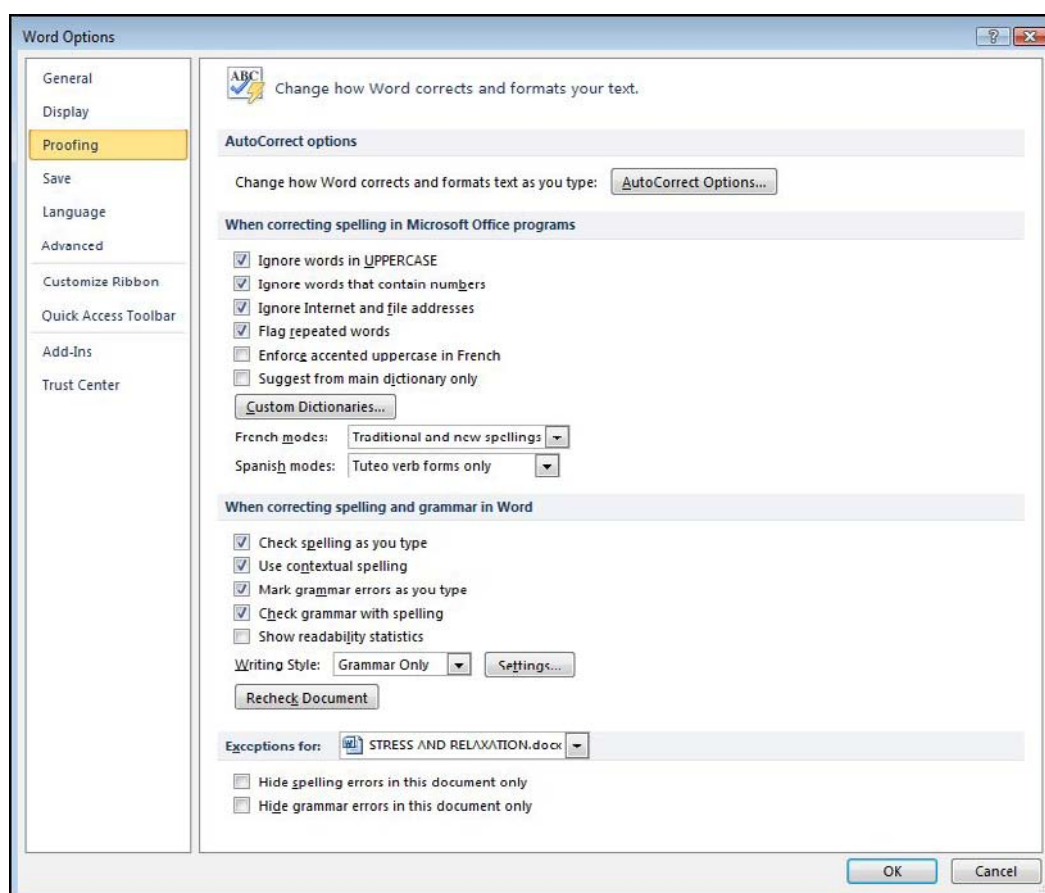 Word Options
General
Display
Proofing
Save
Language
Advanced
Customize Ribbon
Quick Access Toolbar
Add-Ins
Trust Center
ABC
Change how Word corrects and formats your text.
AutoCorrect options
Change how Word corrects and formats text as you type: AutoCorrect Options...
When correcting spelling in Microsoft Office programs
Ignore words in UPPERCASE
Ignore words that contain numbers
Ignore Internet and file addresses
Flag repeated words
Enforce accented uppercase in French
Suggest from main dictionary only
Custom Dictionaries...
French modes: Traditional and new spellings
Spanish modes: Tuteo verb forms only
When correcting spelling and grammar in Word
Check spelling as you type
Use contextual spelling
Mark grammar errors as you type
Check grammar with spelling
Show readability statistics
Writing Style: Grammar Only Settings...
Recheck Document
Exceptions for: STRESS AND RELAXATION.docx
Hide spelling errors in this document only
Hide grammar errors in this document only
OK Cancel